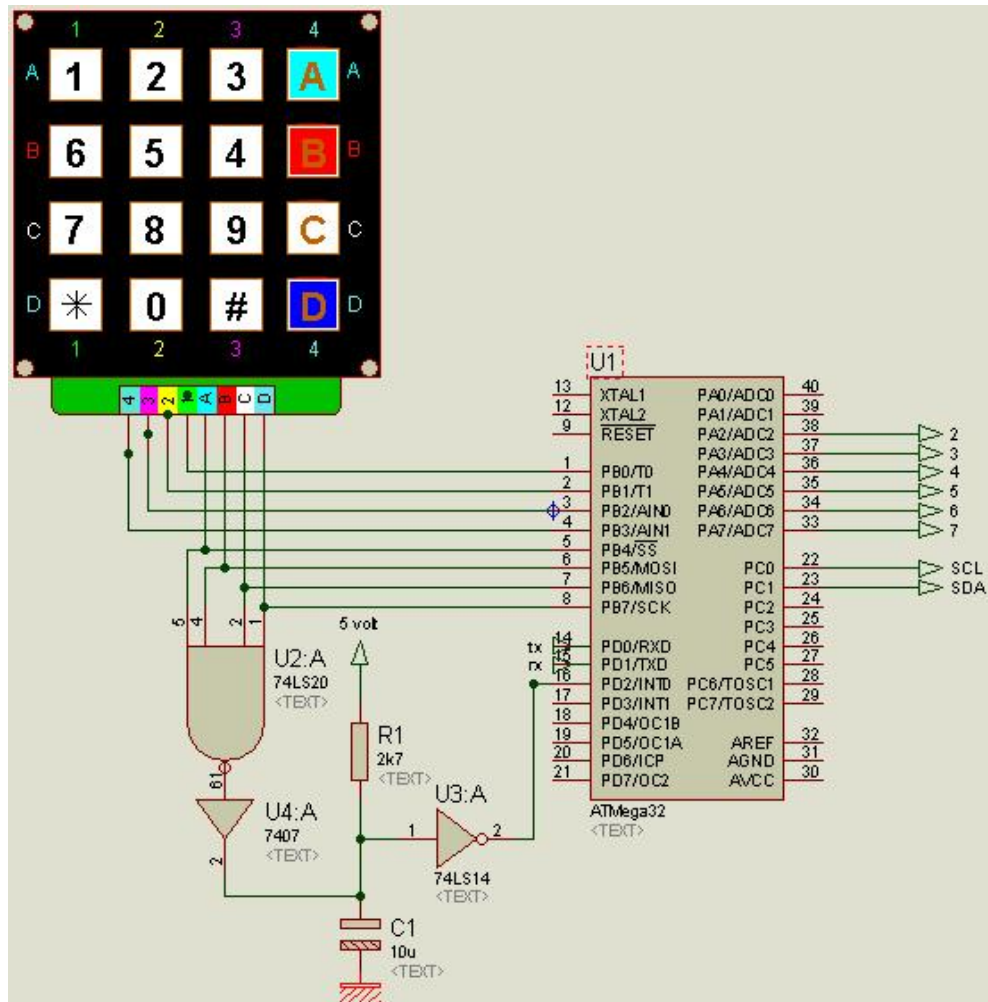 1 2 3 4
A 1 2 3 A A
B 6 5 4 B B
C 7 8 9 C C
D * 0 # D D
1 2 3 4
4 3 2 A B C D
U1
13 XTAL1 PA0/ADC0 40
12 XTAL2 PA1/ADC1 39
9 RESET PA2/ADC2 38 2
PA3/ADC3 37 3
1 PB0/T0 PA4/ADC4 36 4
2 PB1/T1 PA5/ADC5 35 5
3 PB2/AIN0 PA6/ADC6 34 6
4 PB3/AIN1 PA7/ADC7 33 7
5 PB4/SS
6 PB5/MOSI PC0 22 SCL
7 PB6/MISO PC1 23 SDA
8 PB7/SCK PC2 24
PC3 25
tx 14 PD0/RXD PC4 26
rx 15 PD1/TXD PC5 27
16 PD2/INT0 PC6/TOSC1 28
17 PD3/INT1 PC7/TOSC2 29
18 PD4/OC1B
19 PD5/OC1A AREF 32
20 PD6/ICP AGND 31
21 PD7/OC2 AVCC 30
ATMega32
<TEXT>
5 4 2 1
U2:A
74LS20
<TEXT>
5 volt
R1
2k7
<TEXT>
U4:A
7407
<TEXT>
2
U3:A
1 2
74LS14
<TEXT>
C1
10u
<TEXT>